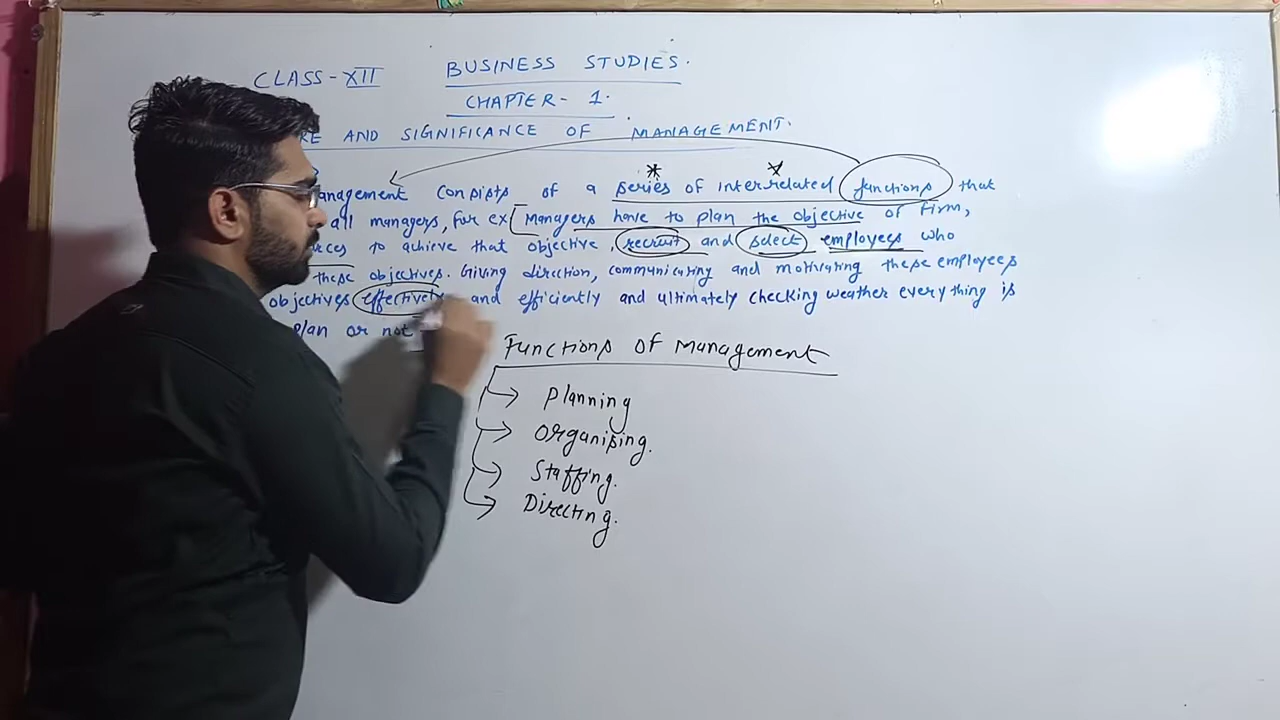 CLASS-XII BUSINESS STUDIES.
CHAPTER- 1.
AND SIGNIFICANCE OF MANAGEMENT.
consists of a series of interrelated functions that
all managers, for ex [ Managers have to plan the objective of firm,
to achieve that objective, recruit and select employees who
these objectives. Giving direction, communicating and motivating these employees
objectives effectively and efficiently and ultimately checking weather everything is
plan or not
Functions of Management
→ Planning
→ Organising.
→ Staffing.
→ Directing.